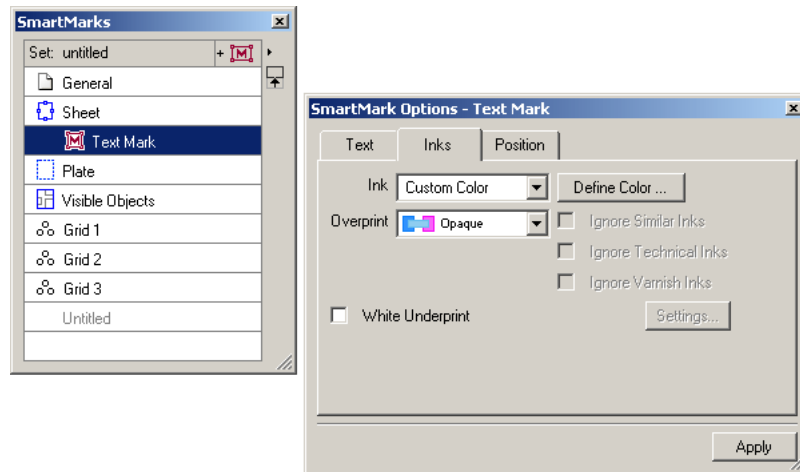 SmartMarks
Set: untitled
General
Sheet
Text Mark
Plate
Visible Objects
Grid 1
Grid 2
Grid 3
Untitled
SmartMark Options - Text Mark
Text Inks Position
Ink Custom Color Define Color ...
Overprint Opaque Ignore Similar Inks
Ignore Technical Inks
Ignore Varnish Inks
White Underprint Settings...
Apply